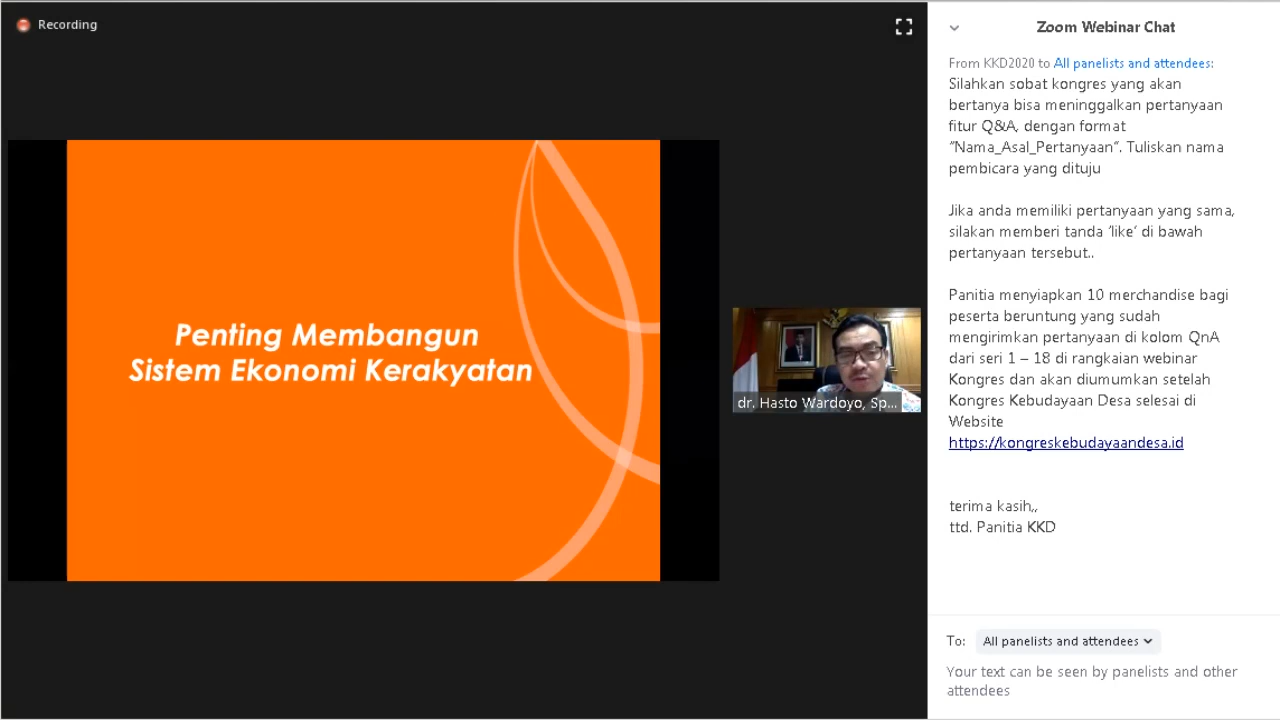 Recording
Penting Membangun
Sistem Ekonomi Kerakyatan
dr. Hasto Wardoyo, Sp...
Zoom Webinar Chat
From KKD2020 to All panelists and attendees:
Silahkan sobat kongres yang akan
bertanya bisa meninggalkan pertanyaan
fitur Q&A, dengan format
“Nama_Asal_Pertanyaan”. Tuliskan nama
pembicara yang dituju
Jika anda memiliki pertanyaan yang sama,
silakan memberi tanda ‘like’ di bawah
pertanyaan tersebut..
Panitia menyiapkan 10 merchandise bagi
peserta beruntung yang sudah
mengirimkan pertanyaan di kolom QnA
dari seri 1 – 18 di rangkaian webinar
Kongres dan akan diumumkan setelah
Kongres Kebudayaan Desa selesai di
Website
https://kongreskebudayaandesa.id
terima kasih,,
ttd. Panitia KKD
To: All panelists and attendees
Your text can be seen by panelists and other
attendees